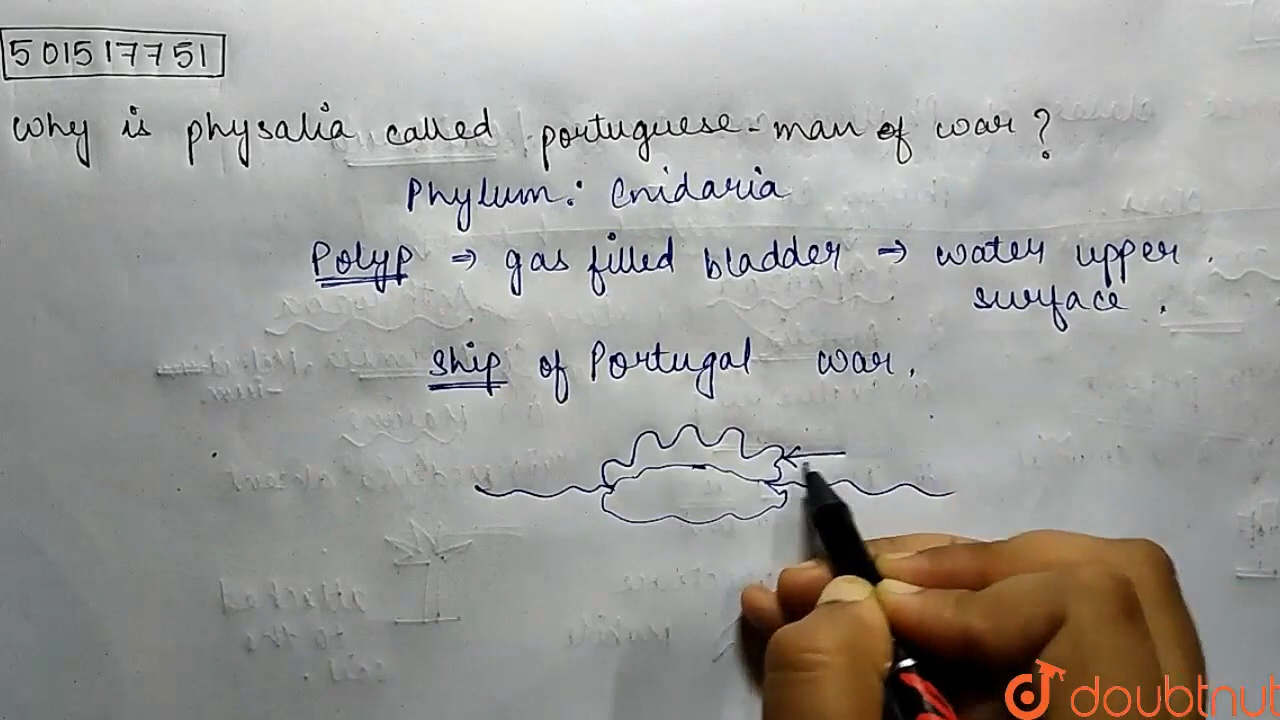 501517751
Why is physalia called portuguese-man of war?
Phylum: Cnidaria
Polyp ⇒ gas filled bladder ⇒ water upper surface.
ship of Portugal war.
doubtnut